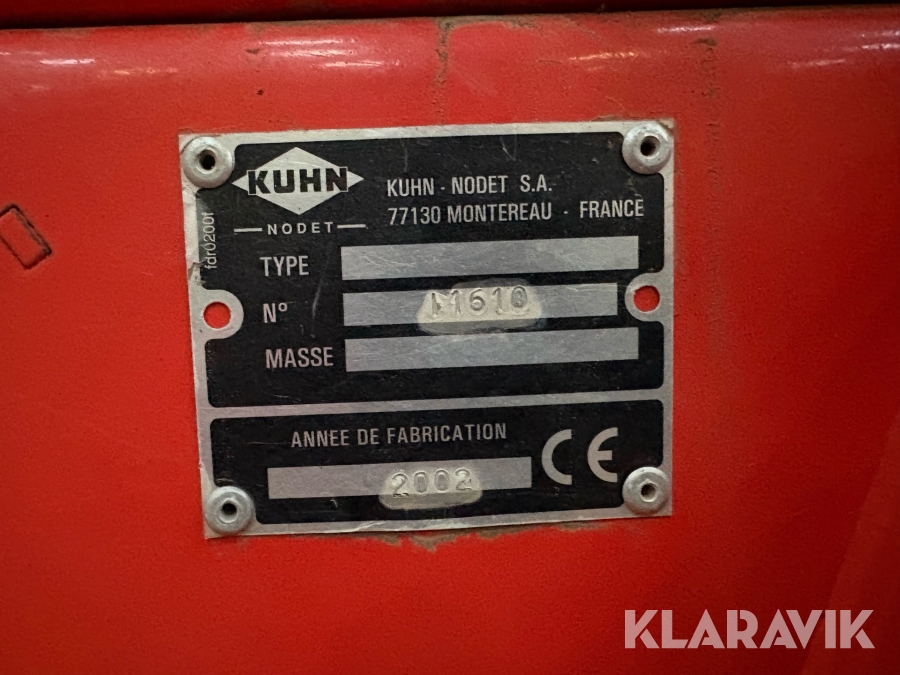 KUHN
NODET
KUHN - NODET S.A.
77130 MONTEREAU - FRANCE
fdr0200f
TYPE
N° 11610
MASSE
ANNEE DE FABRICATION
2002
CE
KLARAVIK